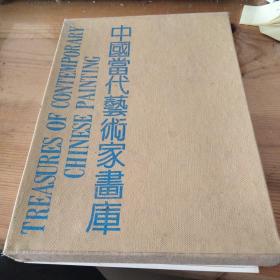 中國當代藝術家畫庫
TREASURES OF CONTEMPORARY
CHINESE PAINTING